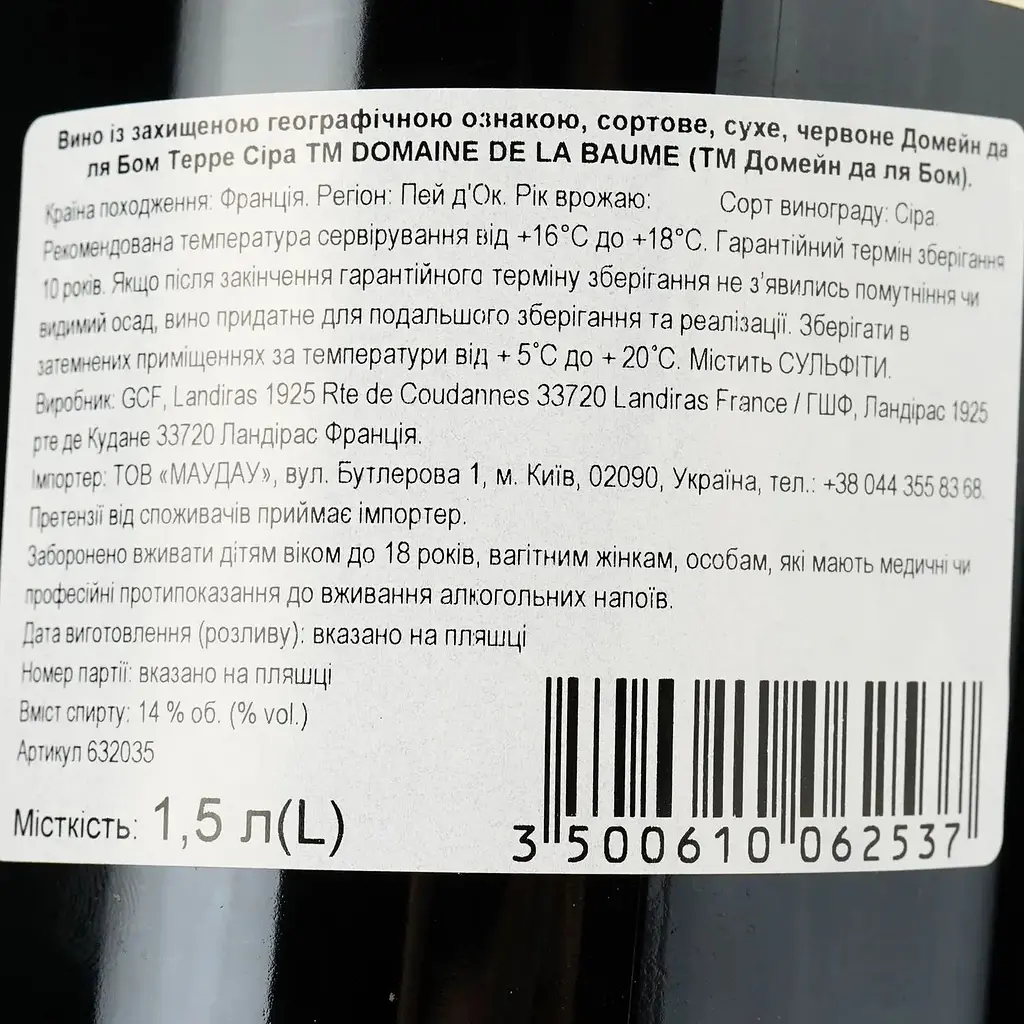 Вино із захищеною географічною ознакою, сортове, сухе, червоне Домейн да
ля Бом Терре Сіра ТМ DOMAINE DE LA BAUME (ТМ Домейн да ля Бом).
Країна походження: Франція. Регіон: Пей д'Ок. Рік врожаю: Сорт винограду: Сіра.
Рекомендована температура сервірування від +16°С до +18°С. Гарантійний термін зберігання
10 років. Якщо після закінчення гарантійного терміну зберігання не з’явились помутніння чи
видимий осад, вино придатне для подальшого зберігання та реалізації. Зберігати в
затемнених приміщеннях за температури від + 5°С до + 20°С. Містить СУЛЬФІТИ.
Виробник: GCF, Landiras 1925 Rte de Coudannes 33720 Landiras France / ГШФ, Ландірас 1925
рте де Кудане 33720 Ландірас Франція.
Імпортер: ТОВ «МАУДАУ», вул. Бутлерова 1, м. Київ, 02090, Україна, тел.: +38 044 355 83 68.
Претензії від споживачів приймає імпортер.
Заборонено вживати дітям віком до 18 років, вагітним жінкам, особам, які мають медичні чи
професійні протипоказання до вживання алкогольних напоїв.
Дата виготовлення (розливу): вказано на пляшці
Номер партії: вказано на пляшці
Вміст спирту: 14 % об. (% vol.)
Артикул 632035
Місткість: 1,5 л(L)
3 500610 062537